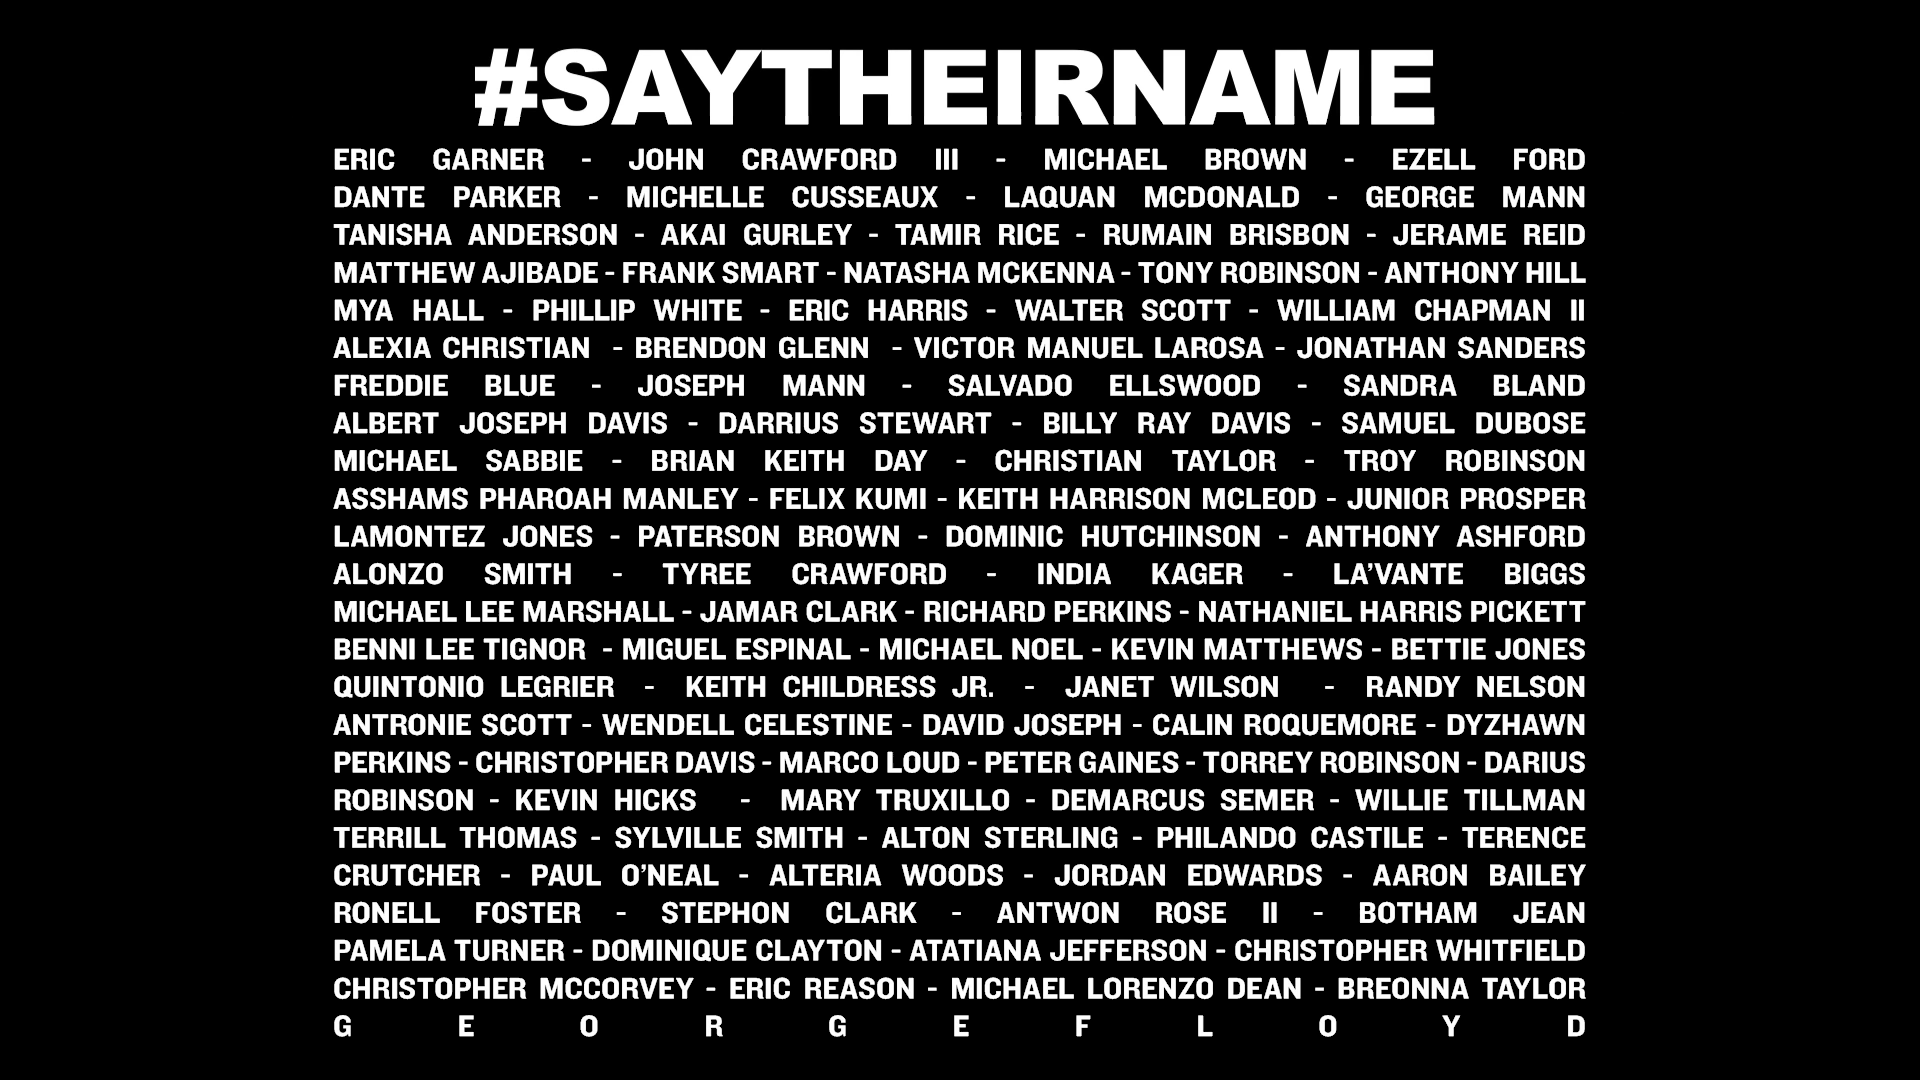 #SAYTHEIRNAME
ERIC GARNER - JOHN CRAWFORD III - MICHAEL BROWN - EZELL FORD
DANTE PARKER - MICHELLE CUSSEAUX - LAQUAN MCDONALD - GEORGE MANN
TANISHA ANDERSON - AKAI GURLEY - TAMIR RICE - RUMAIN BRISBON - JERAME REID
MATTHEW AJIBADE - FRANK SMART - NATASHA MCKENNA - TONY ROBINSON - ANTHONY HILL
MYA HALL - PHILLIP WHITE - ERIC HARRIS - WALTER SCOTT - WILLIAM CHAPMAN II
ALEXIA CHRISTIAN - BRENDON GLENN - VICTOR MANUEL LAROSA - JONATHAN SANDERS
FREDDIE BLUE - JOSEPH MANN - SALVADO ELLSWOOD - SANDRA BLAND
ALBERT JOSEPH DAVIS - DARRIUS STEWART - BILLY RAY DAVIS - SAMUEL DUBOSE
MICHAEL SABBIE - BRIAN KEITH DAY - CHRISTIAN TAYLOR - TROY ROBINSON
ASSHAMS PHAROAH MANLEY - FELIX KUMI - KEITH HARRISON MCLEOD - JUNIOR PROSPER
LAMONTEZ JONES - PATERSON BROWN - DOMINIC HUTCHINSON - ANTHONY ASHFORD
ALONZO SMITH - TYREE CRAWFORD - INDIA KAGER - LA’VANTE BIGGS
MICHAEL LEE MARSHALL - JAMAR CLARK - RICHARD PERKINS - NATHANIEL HARRIS PICKETT
BENNI LEE TIGNOR - MIGUEL ESPINAL - MICHAEL NOEL - KEVIN MATTHEWS - BETTIE JONES
QUINTONIO LEGRIER - KEITH CHILDRESS JR. - JANET WILSON - RANDY NELSON
ANTRONIE SCOTT - WENDELL CELESTINE - DAVID JOSEPH - CALIN ROQUEMORE - DYZHAWN
PERKINS - CHRISTOPHER DAVIS - MARCO LOUD - PETER GAINES - TORREY ROBINSON - DARIUS
ROBINSON - KEVIN HICKS - MARY TRUXILLO - DEMARCUS SEMER - WILLIE TILLMAN
TERRILL THOMAS - SYLVILLE SMITH - ALTON STERLING - PHILANDO CASTILE - TERENCE
CRUTCHER - PAUL O’NEAL - ALTERIA WOODS - JORDAN EDWARDS - AARON BAILEY
RONELL FOSTER - STEPHON CLARK - ANTWON ROSE II - BOTHAM JEAN
PAMELA TURNER - DOMINIQUE CLAYTON - ATATIANA JEFFERSON - CHRISTOPHER WHITFIELD
CHRISTOPHER MCCORVEY - ERIC REASON - MICHAEL LORENZO DEAN - BREONNA TAYLOR
G E O R G E F L O Y D